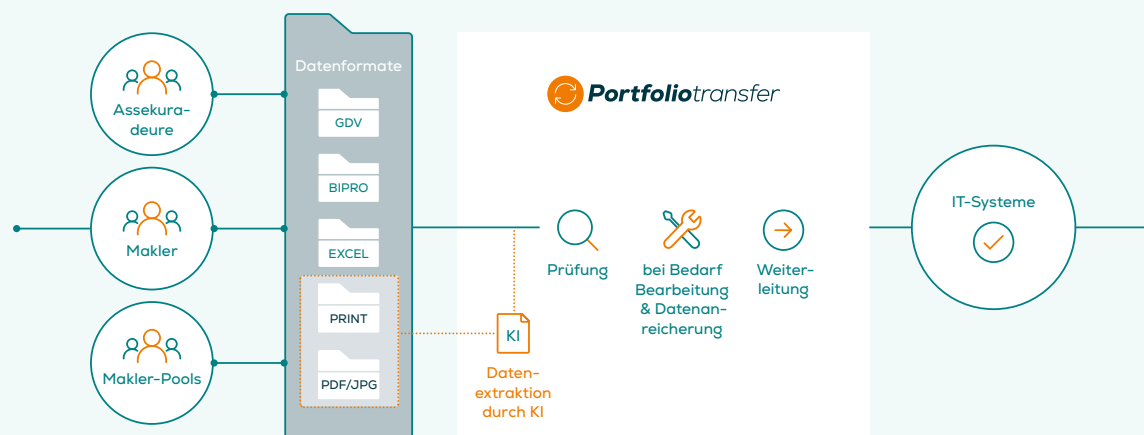 Assekura-
deure
Makler
Makler-Pools
Datenformate
GDV
BIPRO
EXCEL
PRINT
PDF/JPG
Portfoliotransfer
KI
Daten-
extraktion
durch KI
Prüfung
bei Bedarf
Bearbeitung
& Datenan-
reicherung
Weiter-
leitung
IT-Systeme